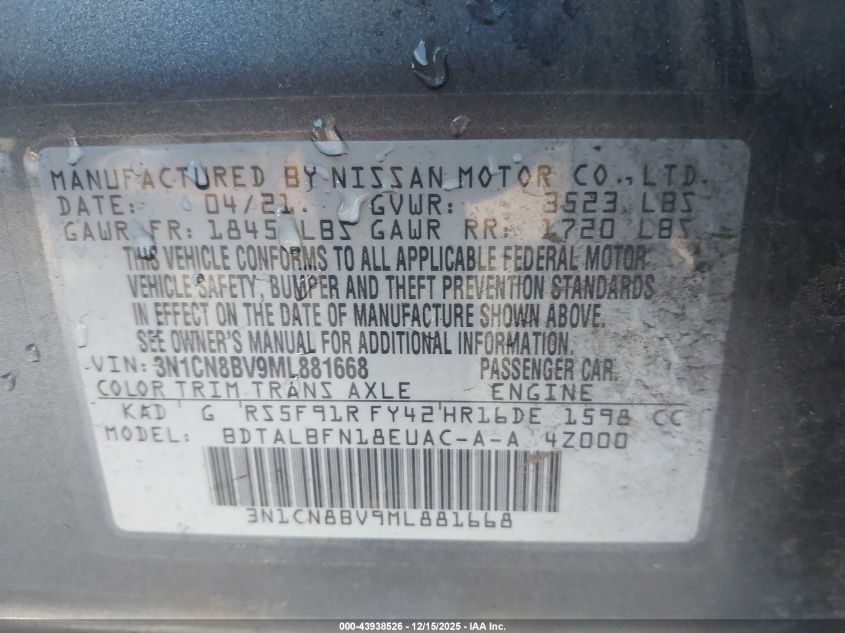 MANUFACTURED BY NISSAN MOTOR CO., LTD.
DATE: 04/21. GVWR: 3523 LBS
GAWR FR: 1845 LBS GAWR RR: 1720 LBS
THIS VEHICLE CONFORMS TO ALL APPLICABLE FEDERAL MOTOR
VEHICLE SAFETY, BUMPER AND THEFT PREVENTION STANDARDS
IN EFFECT ON THE DATE OF MANUFACTURE SHOWN ABOVE.
SEE OWNER'S MANUAL FOR ADDITIONAL INFORMATION.
VIN: 3N1CN8BV9ML881668 PASSENGER CAR.
COLOR TRIM TRANS AXLE ENGINE
KAD G RS5F91R FY42 HR16DE 1598 CC
MODEL: BDTALBFN18EUAC-A-A 4Z000
3N1CN8BV9ML881668
000-43938526 - 12/15/2025 - IAA Inc.